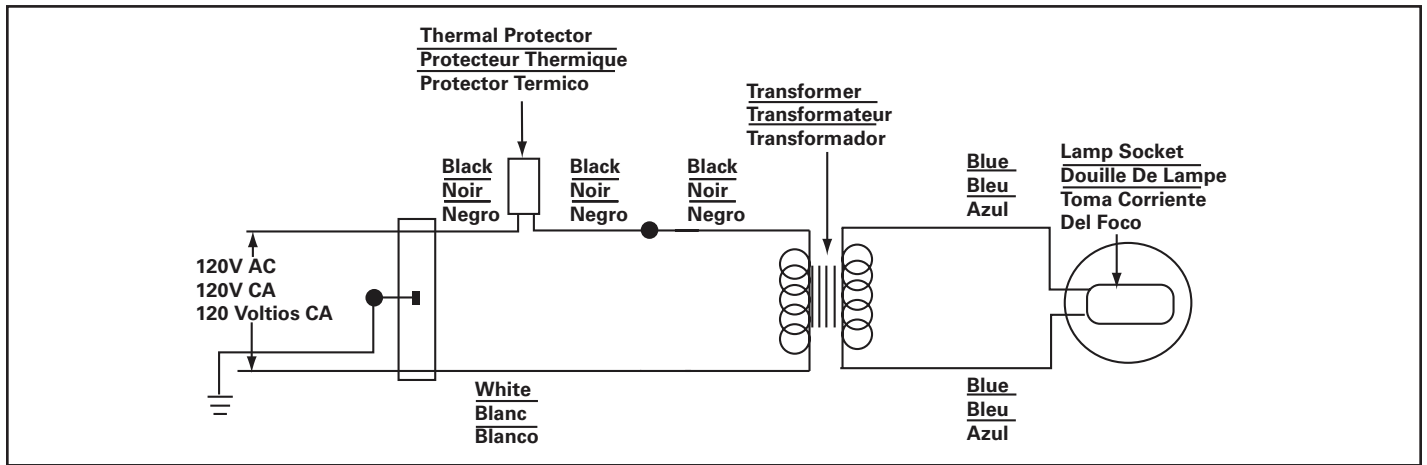 Thermal Protector
Protecteur Thermique
Protector Termico
Transformer
Transformateur
Transformador
Black
Noir
Negro
Black
Noir
Negro
Black
Noir
Negro
Blue
Bleu
Azul
Lamp Socket
Douille De Lampe
Toma Corriente
Del Foco
120V AC
120V CA
120 Voltios CA
White
Blanc
Blanco
Blue
Bleu
Azul